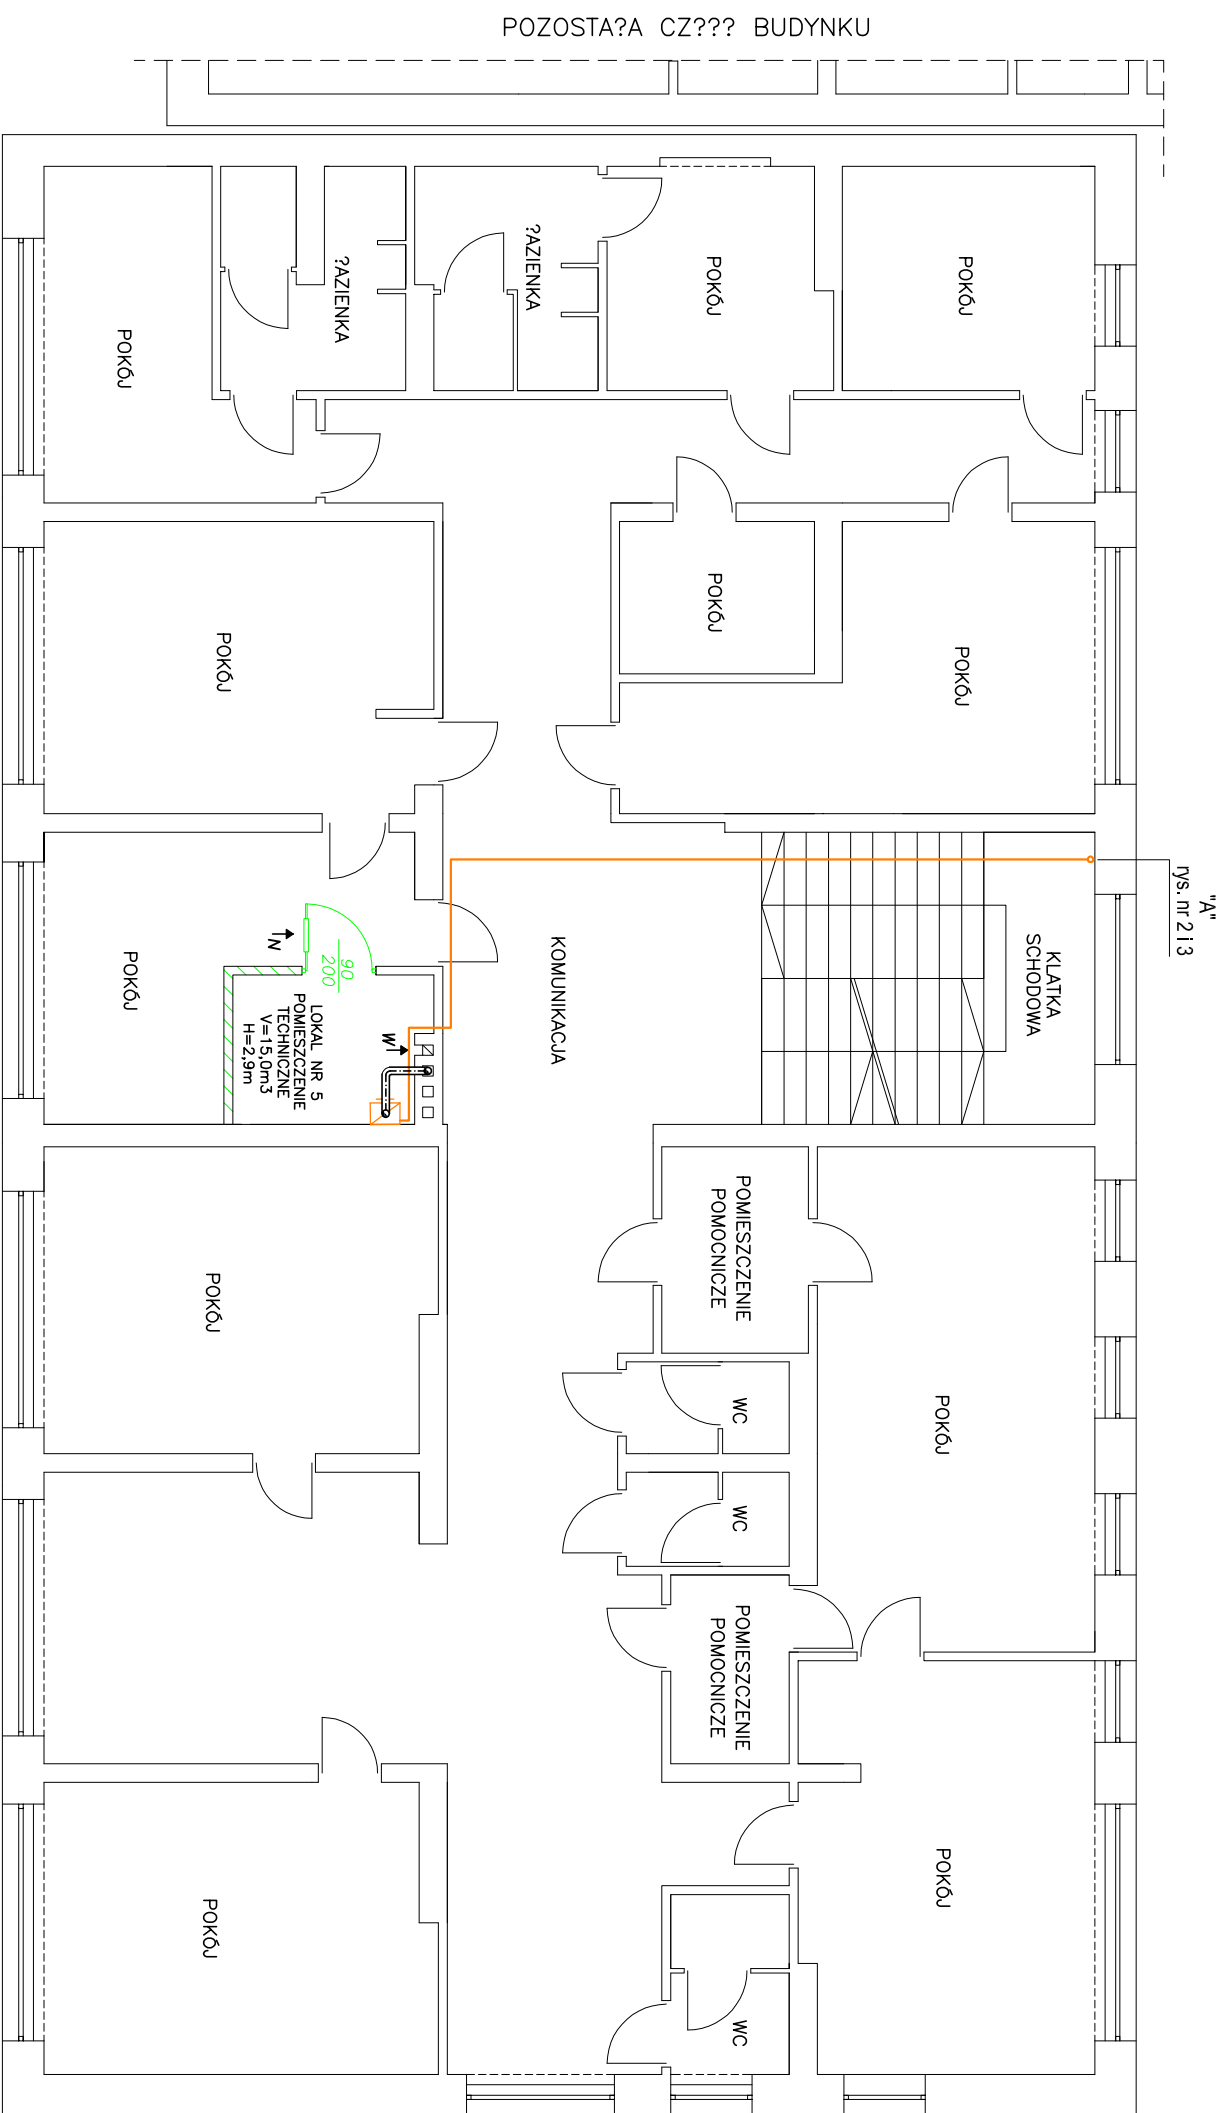 POZOSTA?A CZ??? BUDYNKU
"A"
rys. nr 2 i 3
POKÓJ
POKÓJ
?AZIENKA
?AZIENKA
POKÓJ
POKÓJ
POKÓJ
POKÓJ
KLATKA
SCHODOWA
KOMUNIKACJA
POKÓJ
N
90
200
W
LOKAL NR 5
POMIESZCZENIE
TECHNICZNE
V=15,0m3
H=2,9m
POMIESZCZENIE
POMOCNICZE
POKÓJ
POKÓJ
WC
WC
POMIESZCZENIE
POMOCNICZE
POKÓJ
POKÓJ
WC